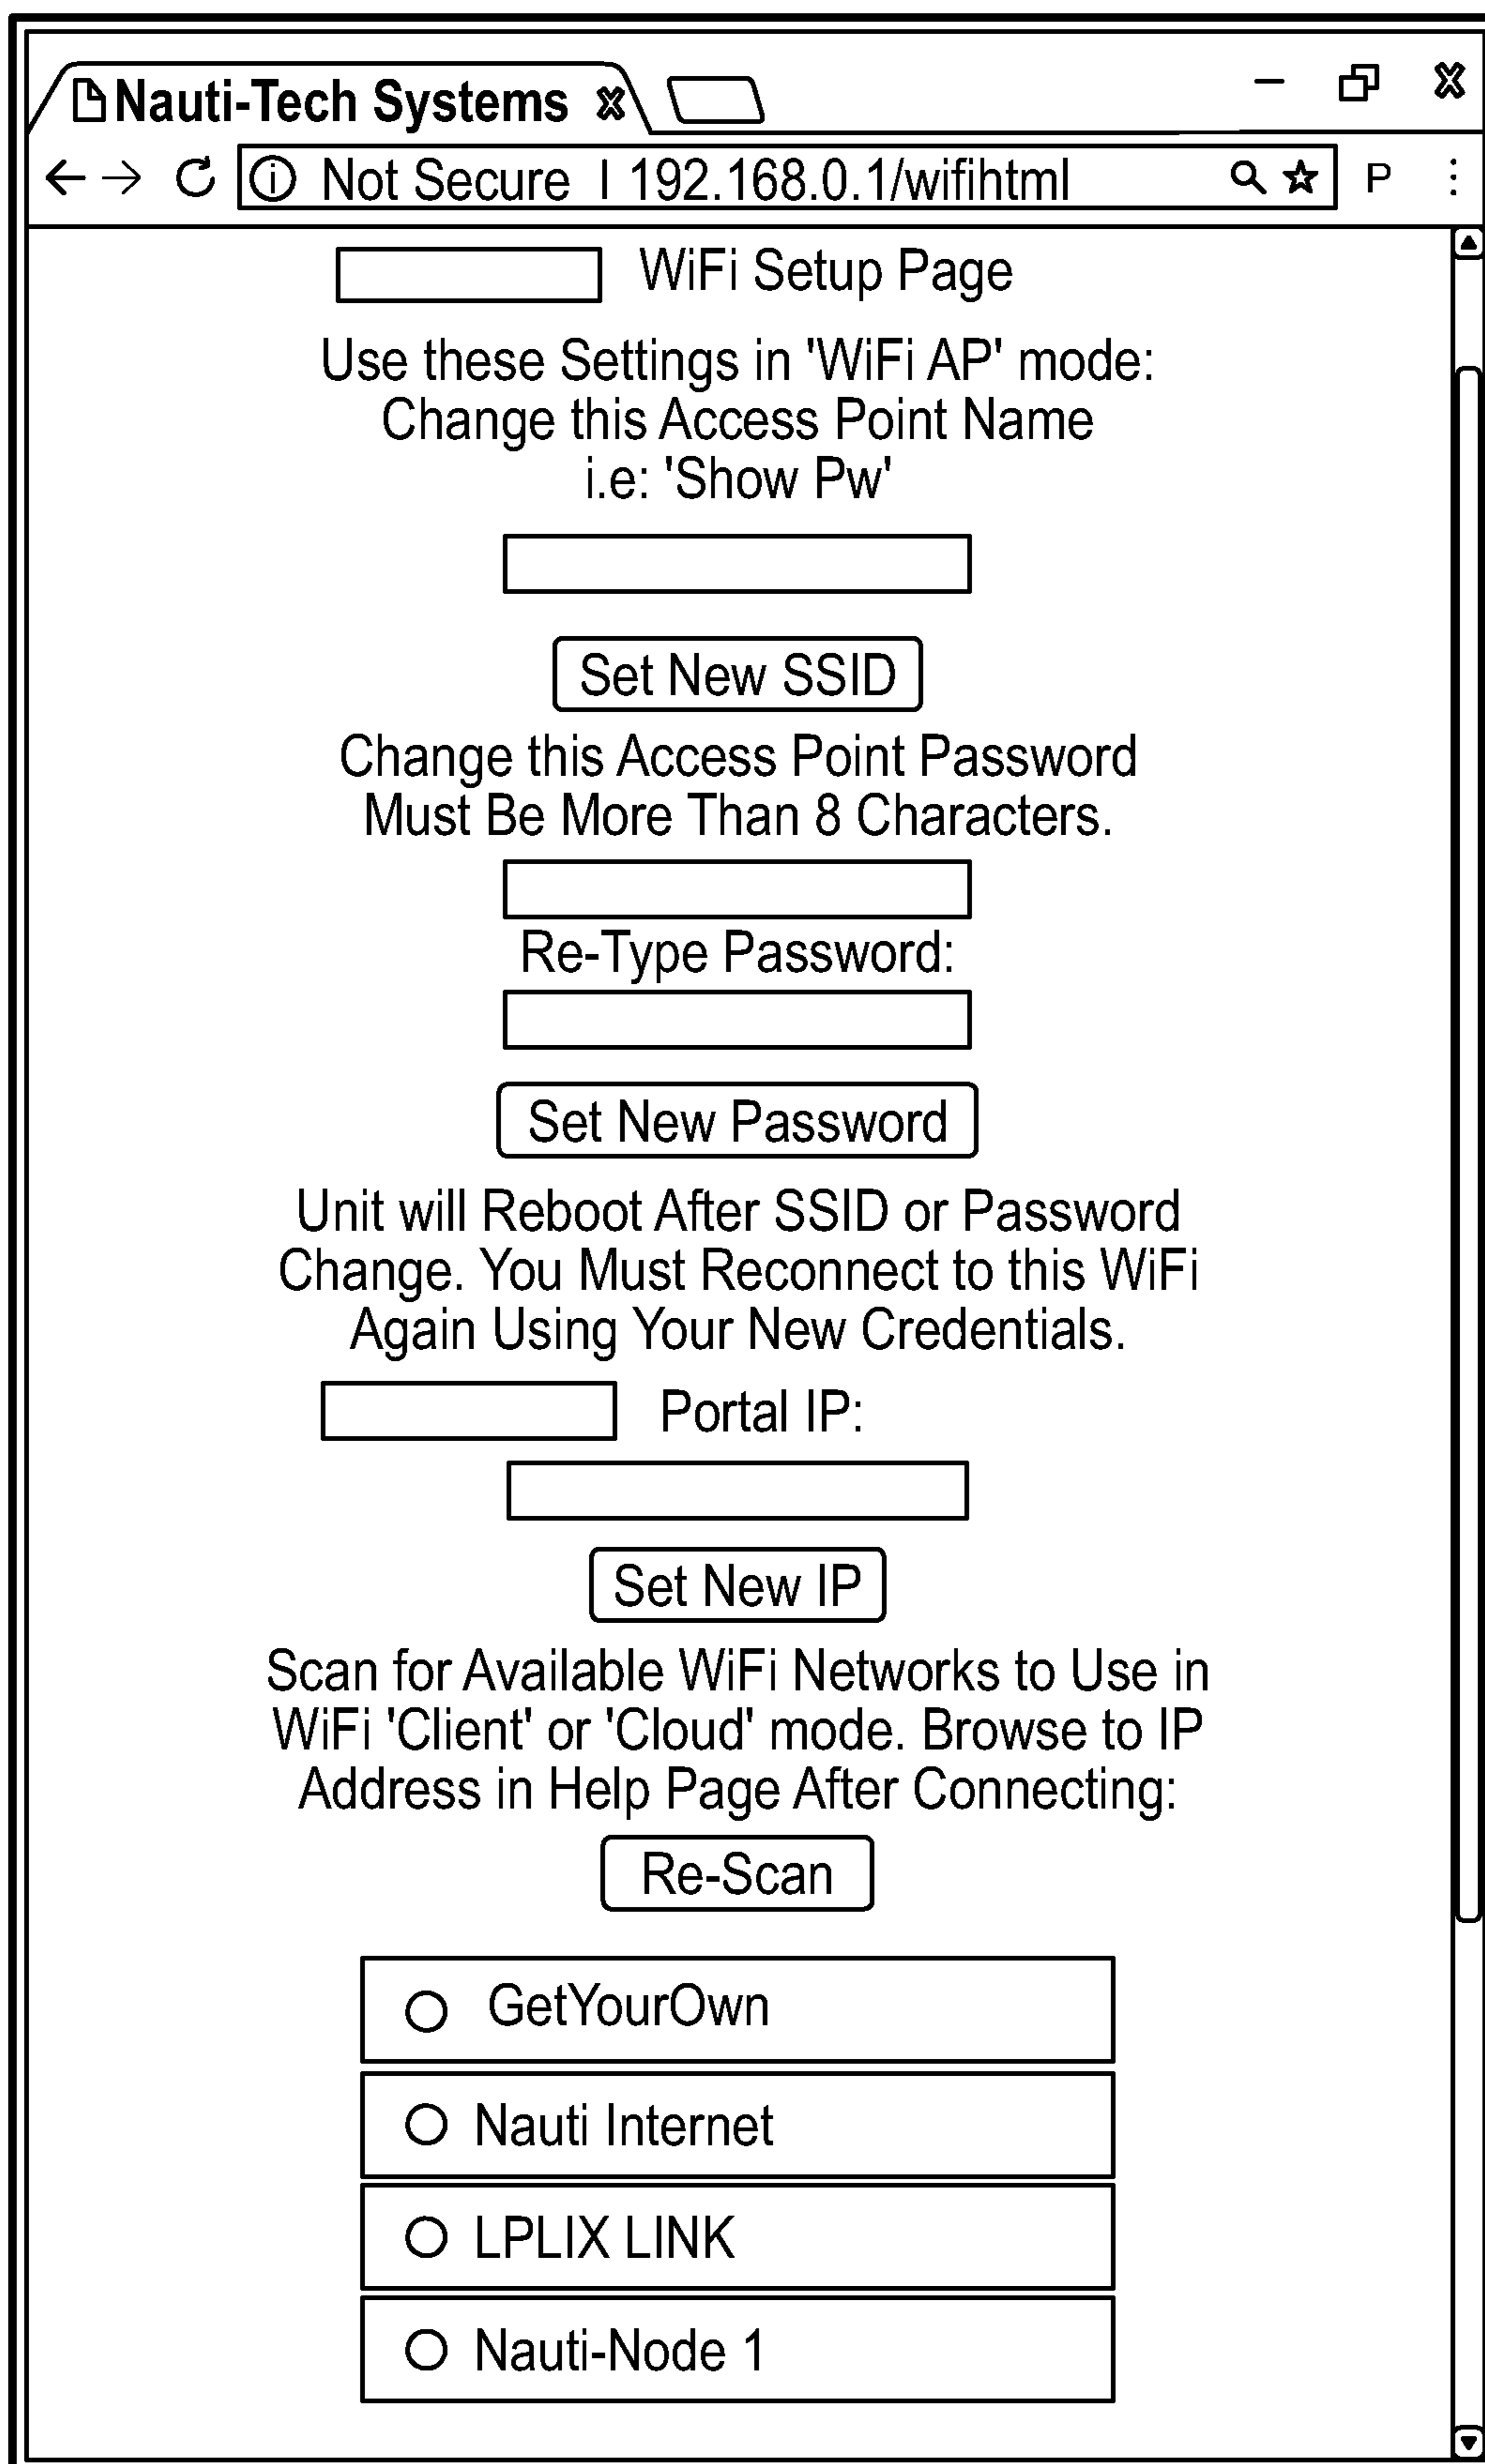 Nauti-Tech Systems
Not Secure | 192.168.0.1/wifihtml P
WiFi Setup Page
Use these Settings in 'WiFi AP' mode:
Change this Access Point Name
i.e: 'Show Pw'
Set New SSID
Change this Access Point Password
Must Be More Than 8 Characters.
Re-Type Password:
Set New Password
Unit will Reboot After SSID or Password
Change. You Must Reconnect to this WiFi
Again Using Your New Credentials.
Portal IP:
Set New IP
Scan for Available WiFi Networks to Use in
WiFi 'Client' or 'Cloud' mode. Browse to IP
Address in Help Page After Connecting:
Re-Scan
GetYourOwn
Nauti Internet
LPLIX LINK
Nauti-Node 1